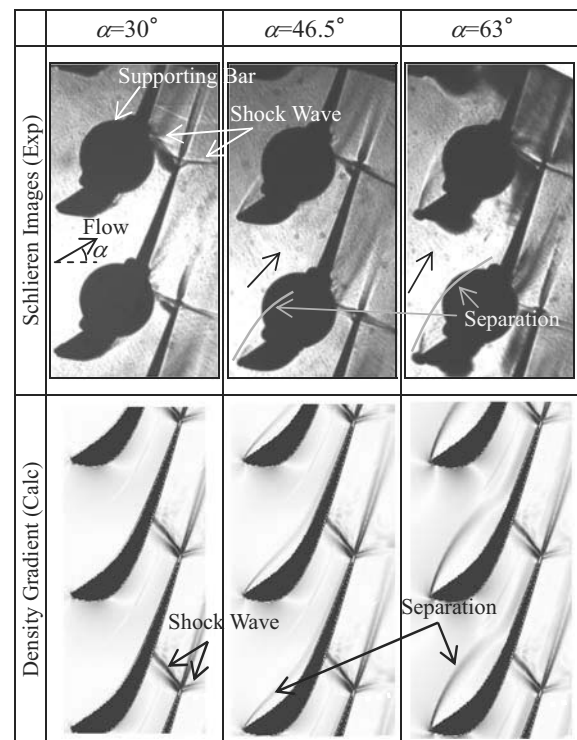 α=30°
α=46.5°
α=63°
Schlieren Images (Exp)
Supporting Bar
Shock Wave
Flow
α
Separation
Density Gradient (Calc)
Shock Wave
Separation